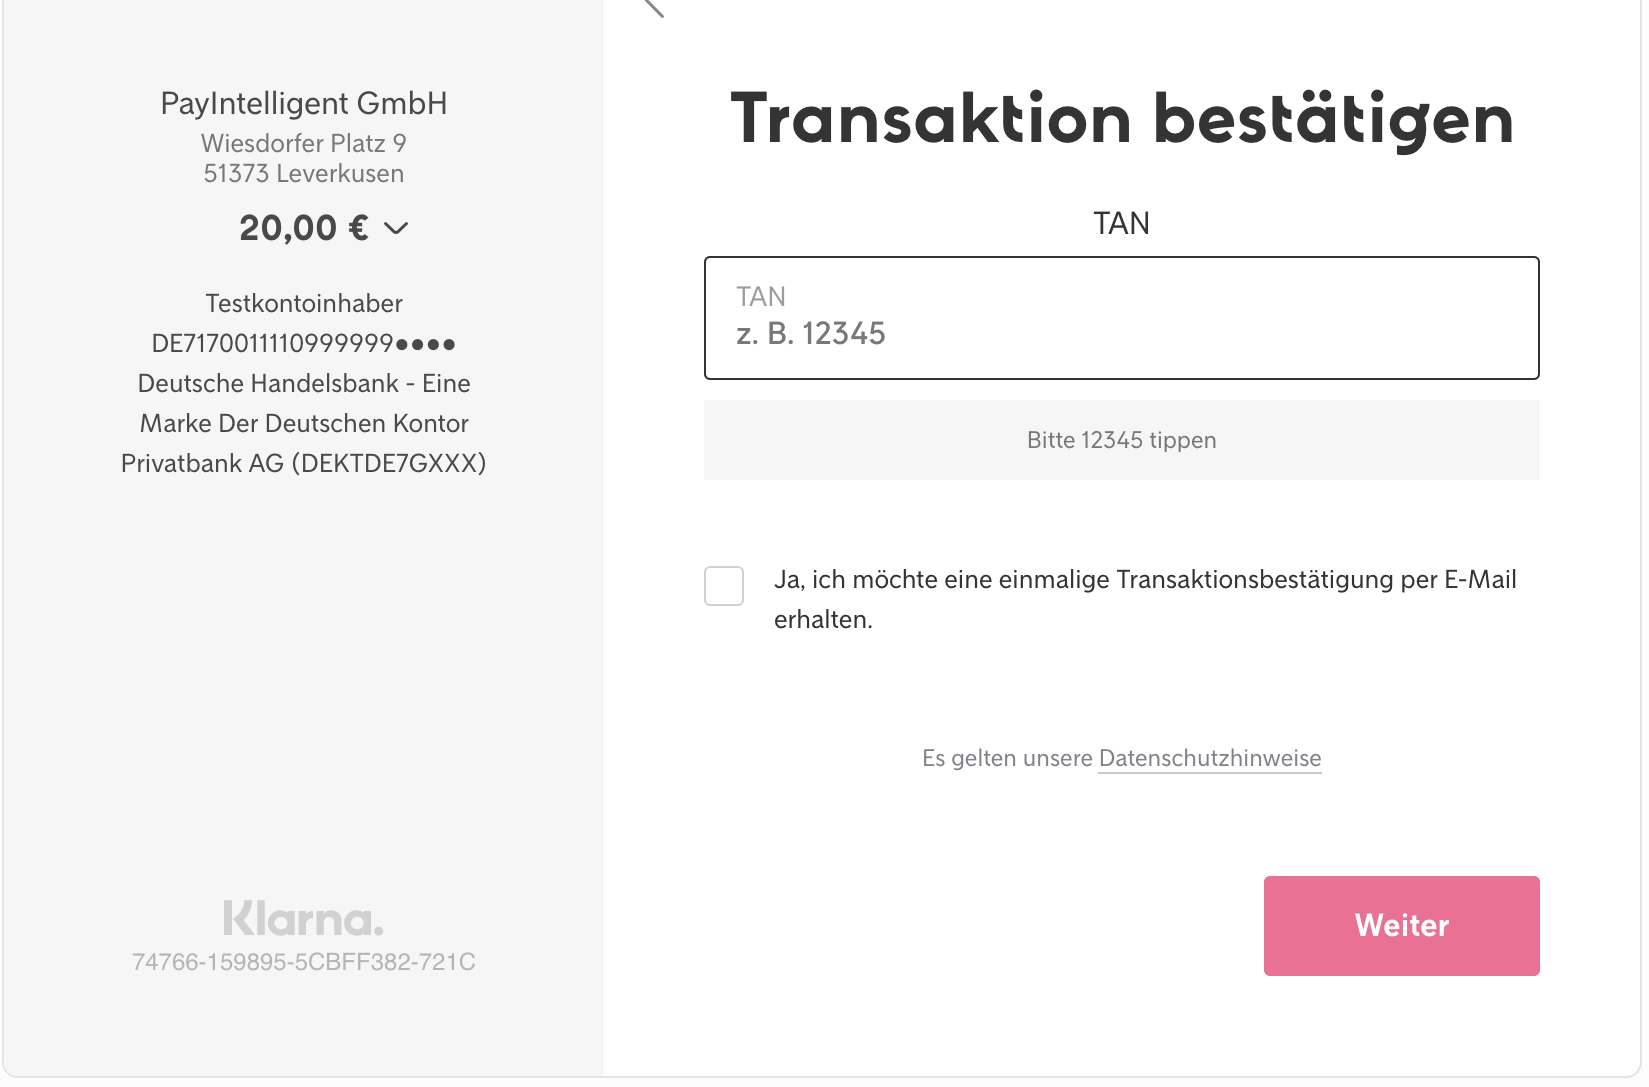 PayIntelligent GmbH
Wiesdorfer Platz 9
51373 Leverkusen
20,00 €
Testkontoinhaber
DE7170011110999999●●●●
Deutsche Handelsbank - Eine
Marke Der Deutschen Kontor
Privatbank AG (DEKTDE7GXXX)
Klarna.
74766-159895-5CBFF382-721C
Transaktion bestätigen
TAN
TAN
z. B. 12345
Bitte 12345 tippen
Ja, ich möchte eine einmalige Transaktionsbestätigung per E-Mail
erhalten.
Es gelten unsere Datenschutzhinweise
Weiter